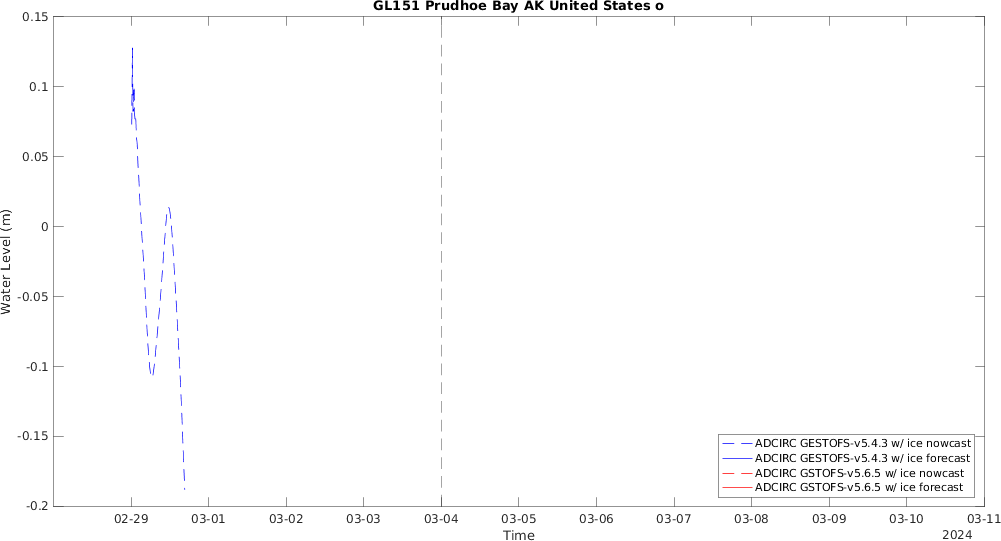 GL151 Prudhoe Bay AK United States o
0.15
0.1
0.05
0
-0.05
-0.1
-0.15
-0.2
Water Level (m)
ADCIRC GESTOFS-v5.4.3 w/ ice nowcast
ADCIRC GESTOFS-v5.4.3 w/ ice forecast
ADCIRC GSTOFS-v5.6.5 w/ ice nowcast
ADCIRC GSTOFS-v5.6.5 w/ ice forecast
02-29 03-01 03-02 03-03 03-04 03-05 03-06 03-07 03-08 03-09 03-10 03-11
Time
2024